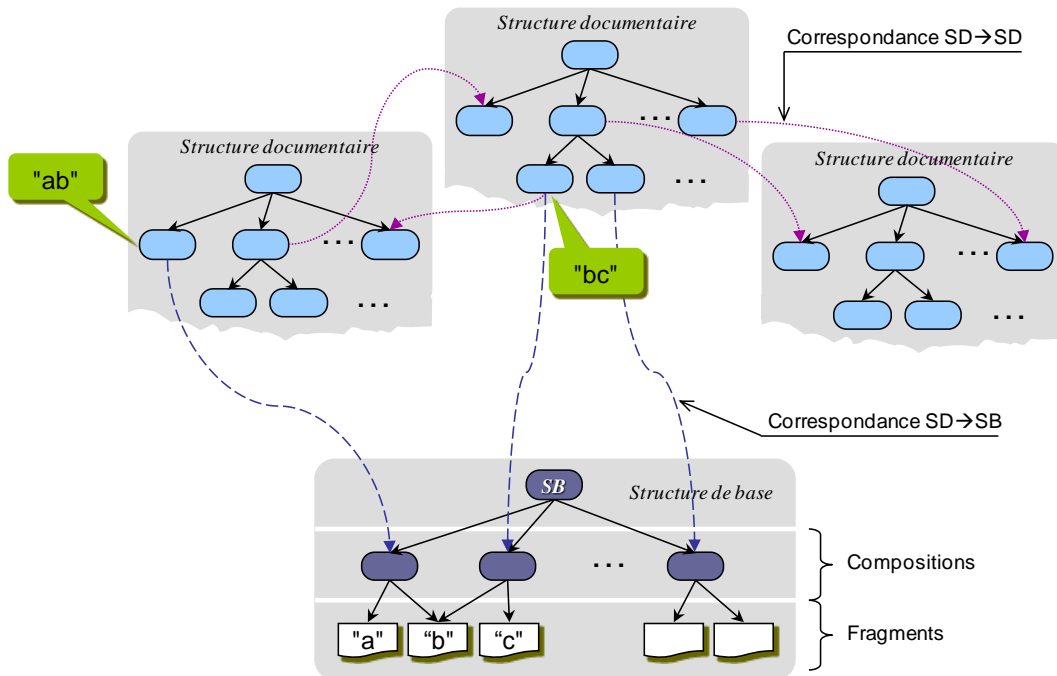 Structure documentaire
Correspondance SD→SD
Structure documentaire
Structure documentaire
"ab"
. . .
. . .
. . .
. . .
"bc"
. . .
. . .
. . .
Correspondance SD→SB
SB
Structure de base
. . .
Compositions
"a"
“b"
“c"
Fragments